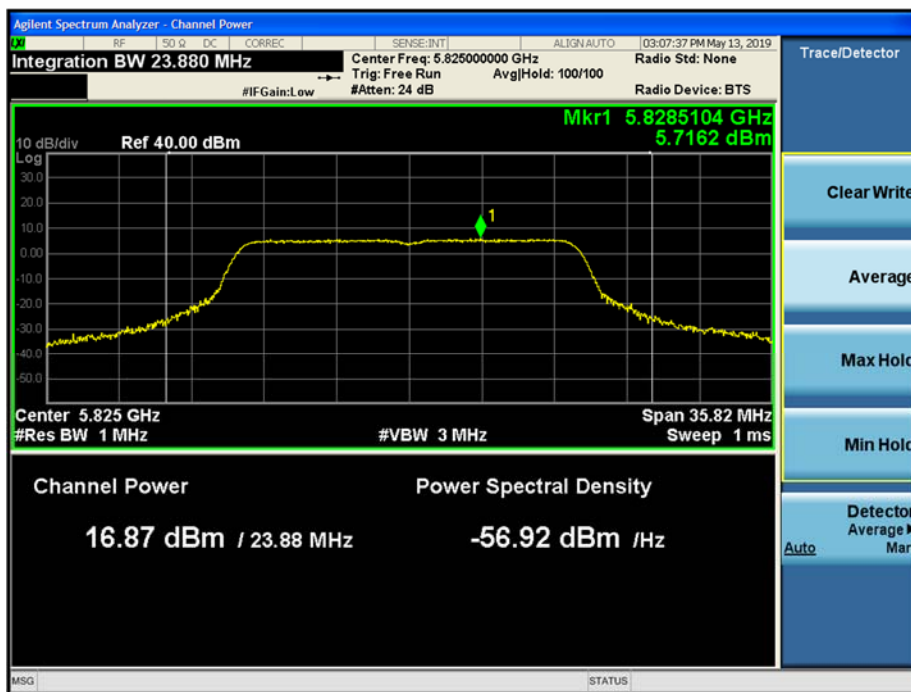 Agilent Spectrum Analyzer - Channel Power
LXI RF 50 Ω DC CORREC SENSE:INT ALIGN AUTO 03:07:37 PM May 13, 2019
Integration BW 23.880 MHz Center Freq: 5.825000000 GHz Radio Std: None
Trig: Free Run Avg|Hold: 100/100
#IFGain:Low #Atten: 24 dB Radio Device: BTS
Trace/Detector
Mkr1 5.8285104 GHz
5.7162 dBm
10 dB/div Ref 40.00 dBm
Log
30.0
20.0
10.0
0.00
-10.0
-20.0
-30.0
-40.0
-50.0
1
Center 5.825 GHz Span 35.82 MHz
#Res BW 1 MHz #VBW 3 MHz Sweep 1 ms
Channel Power Power Spectral Density
16.87 dBm / 23.88 MHz -56.92 dBm /Hz
Clear Write
Average
Max Hold
Min Hold
Detector
Average
Auto Man
MSG STATUS